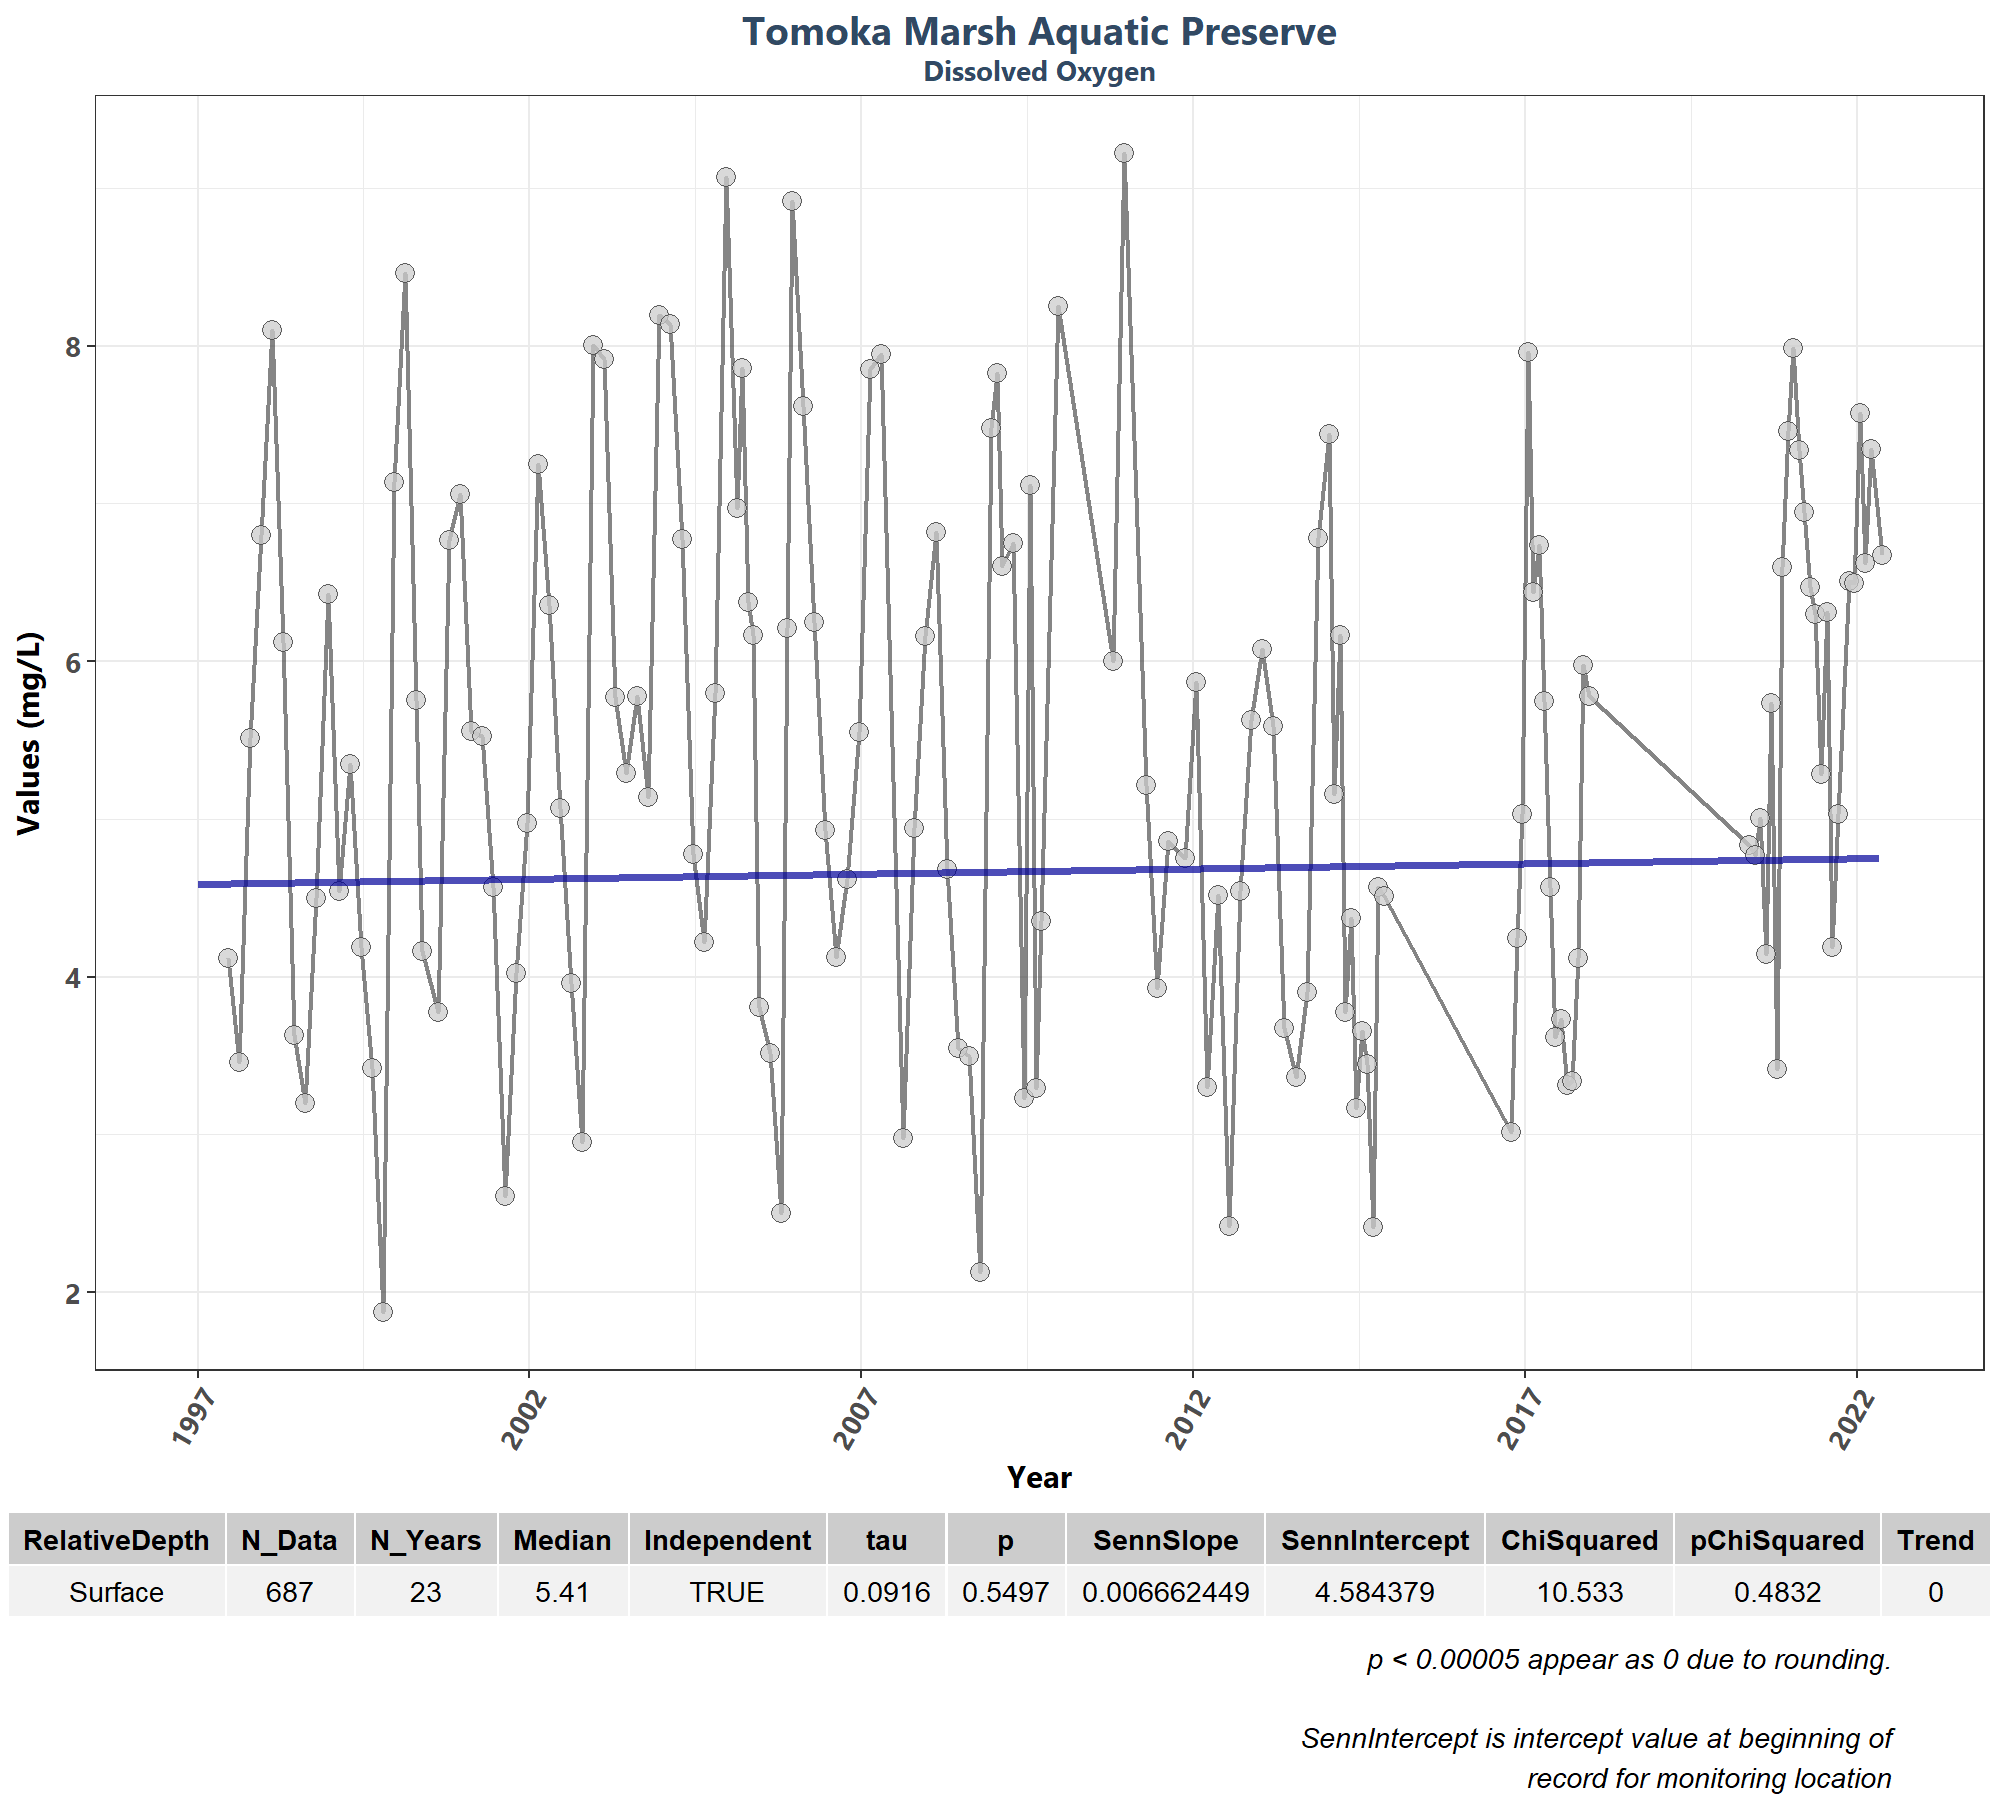 Tomoka Marsh Aquatic Preserve
Dissolved Oxygen
Values (mg/L)
8
6
4
2
1997
2002
2007
2012
2017
2022
Year
RelativeDepth N_Data N_Years Median Independent tau p SennSlope SennIntercept ChiSquared pChiSquared Trend
Surface 687 23 5.41 TRUE 0.0916 0.5497 0.006662449 4.584379 10.533 0.4832 0
p < 0.00005 appear as 0 due to rounding.
SennIntercept is intercept value at beginning of
record for monitoring location